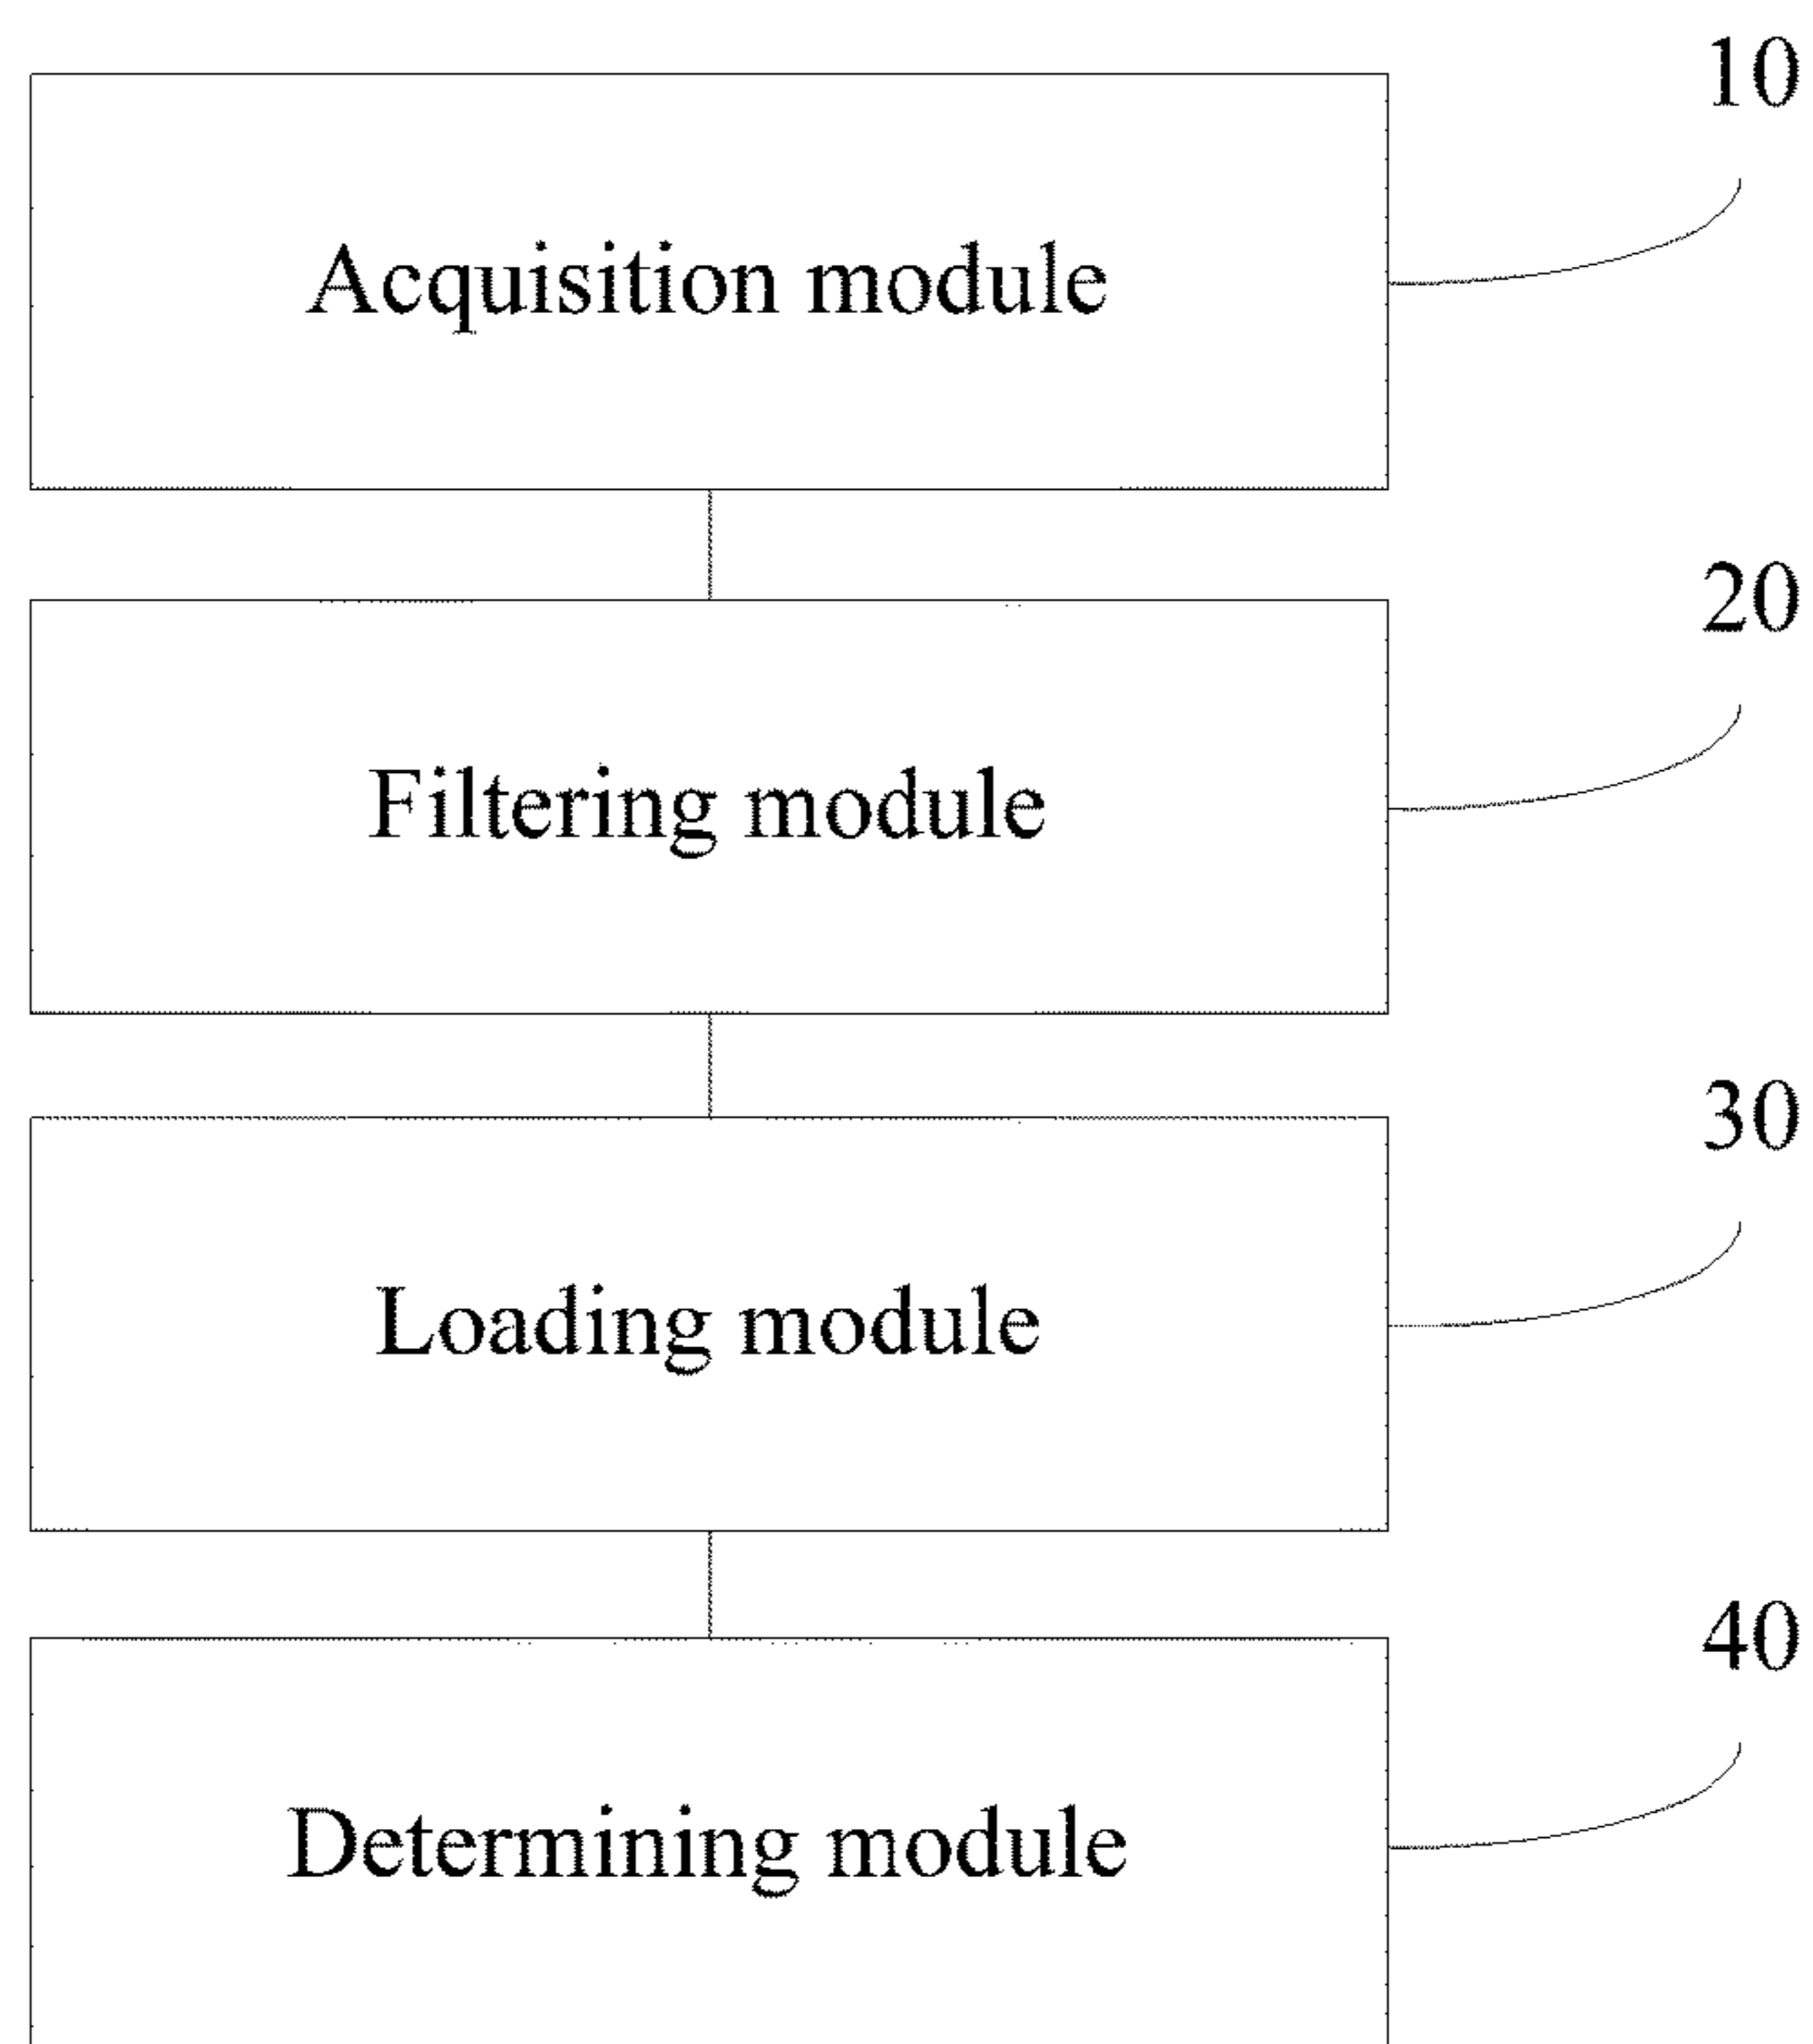 10
Acquisition module
20
Filtering module
30
Loading module
40
Determining module